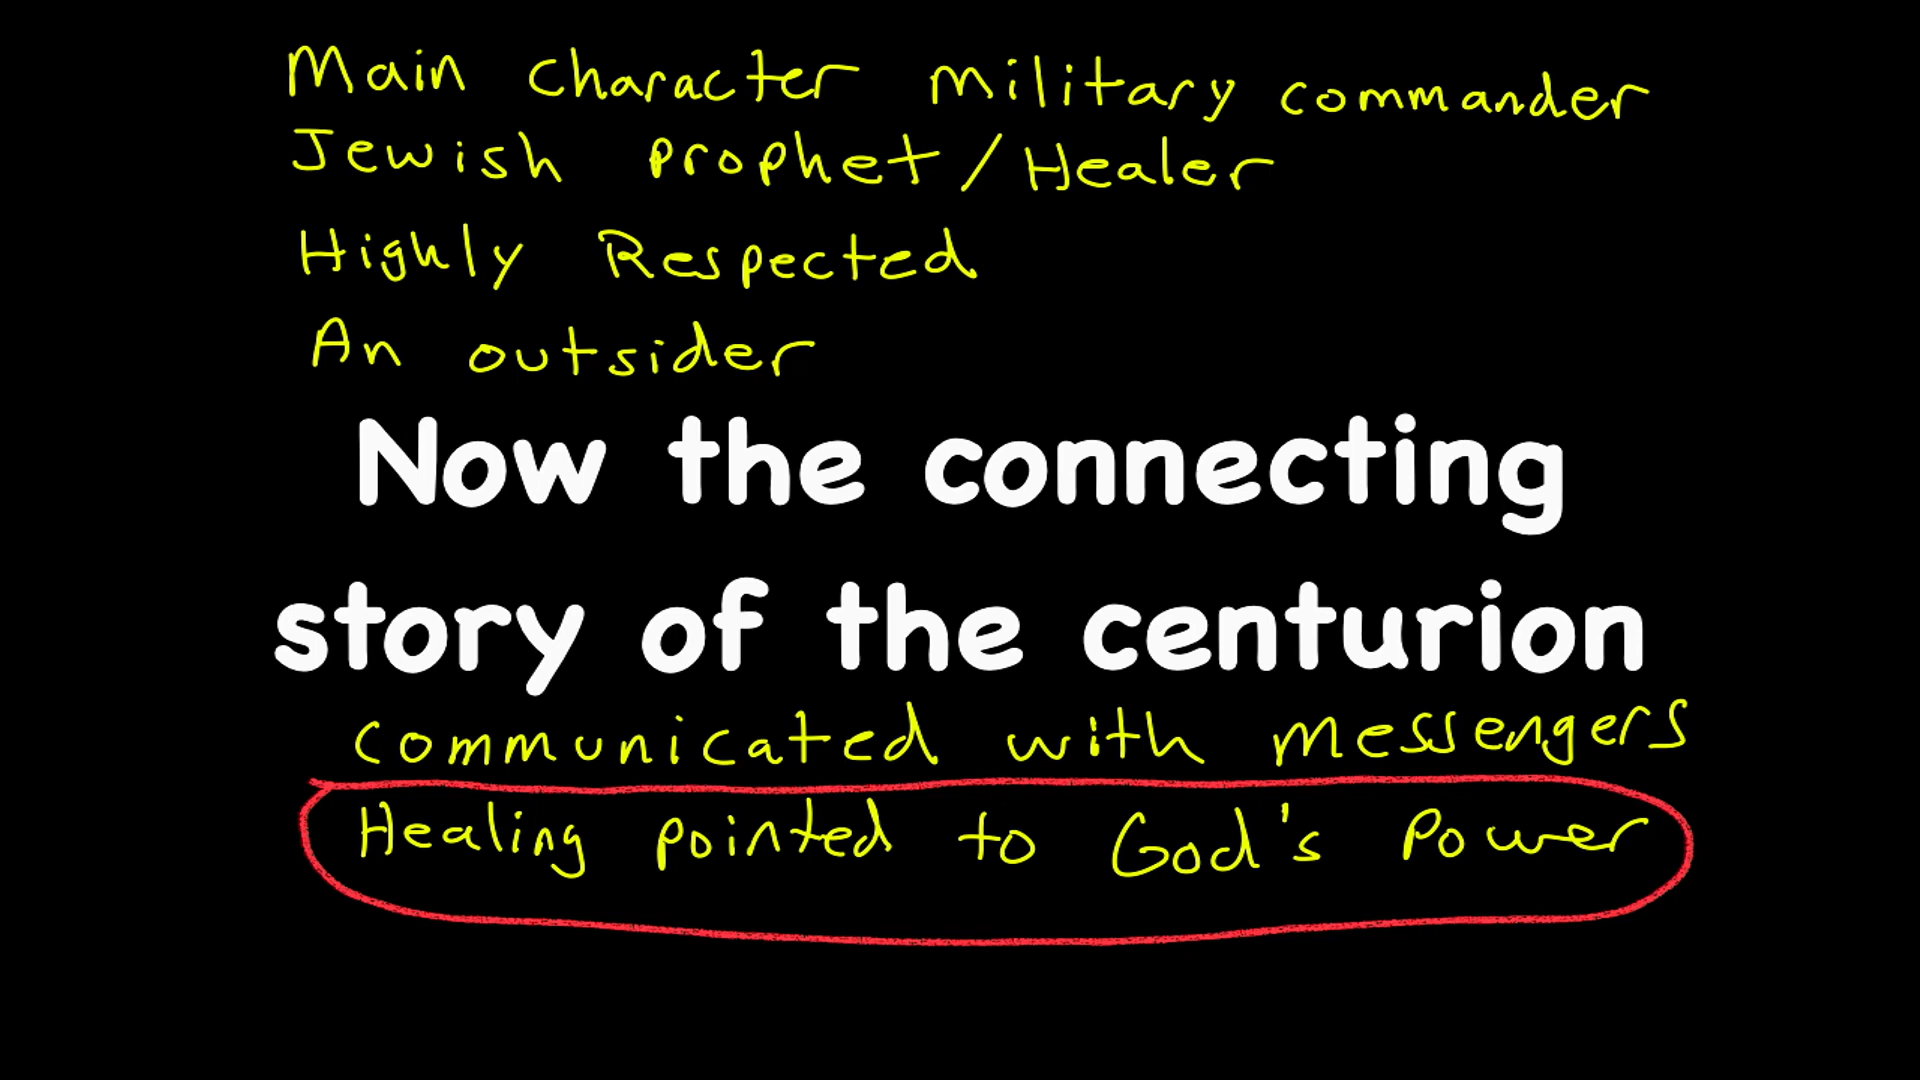 Main character military commander
Jewish prophet/Healer
Highly Respected
An outsider
Now the connecting
story of the centurion
communicated with messengers
Healing pointed to God's Power